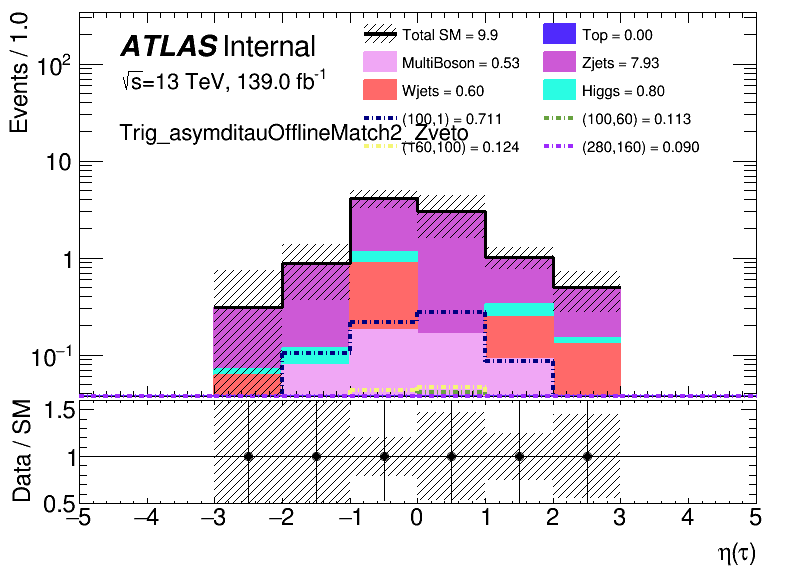 Events / 1.0
ATLAS Internal
√s=13 TeV, 139.0 fb⁻¹
Trig_asymditauOfflineMatch2_Zveto
Total SM = 9.9
Top = 0.00
MultiBoson = 0.53
Zjets = 7.93
Wjets = 0.60
Higgs = 0.80
(100,1) = 0.711
(100,60) = 0.113
(160,100) = 0.124
(280,160) = 0.090
10²
10
1
10⁻¹
Data / SM
1.5
1
0.5
−5 −4 −3 −2 −1 0 1 2 3 4 5
η(τ)